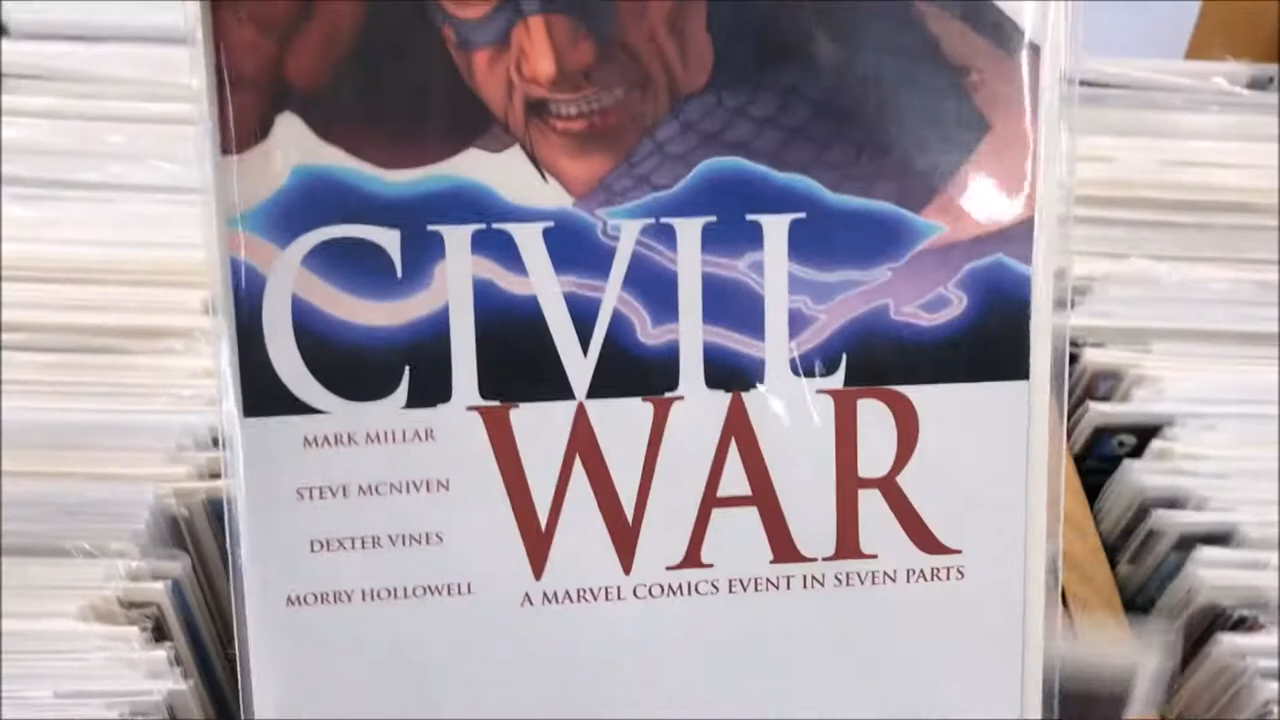 CIVIL
WAR
MARK MILLAR
STEVE MCNIVEN
DEXTER VINES
MORRY HOLLOWELL
A MARVEL COMICS EVENT IN SEVEN PARTS